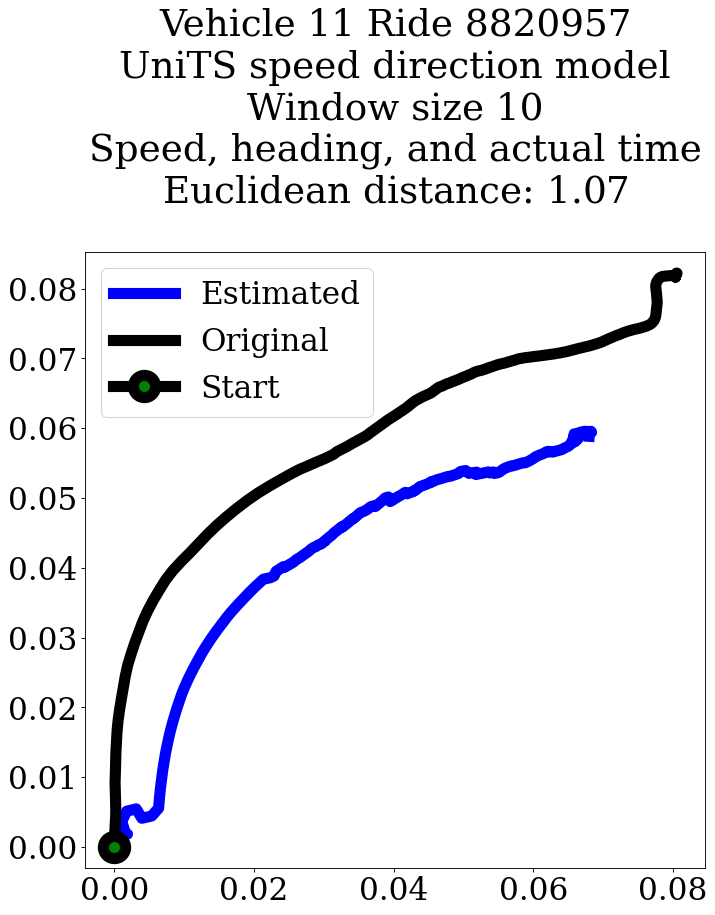 Vehicle 11 Ride 8820957
UniTS speed direction model
Window size 10
Speed, heading, and actual time
Euclidean distance: 1.07
Estimated
Original
Start
0.08
0.07
0.06
0.05
0.04
0.03
0.02
0.01
0.00
0.00 0.02 0.04 0.06 0.08